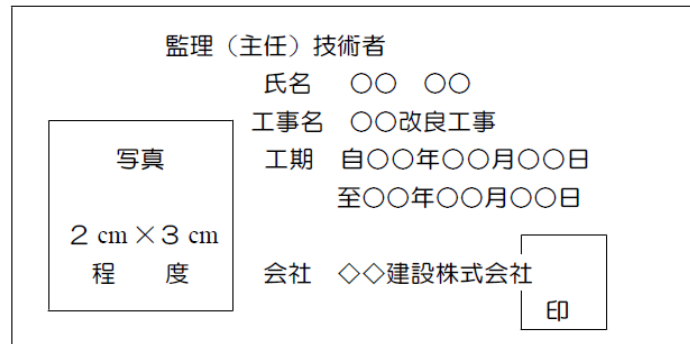 監理（主任）技術者
氏名　○○　○○
工事名　○○改良工事
写真
工期　自○○年○○月○○日
至○○年○○月○○日
２cm×３cm
程　度
会社　◇◇建設株式会社
印